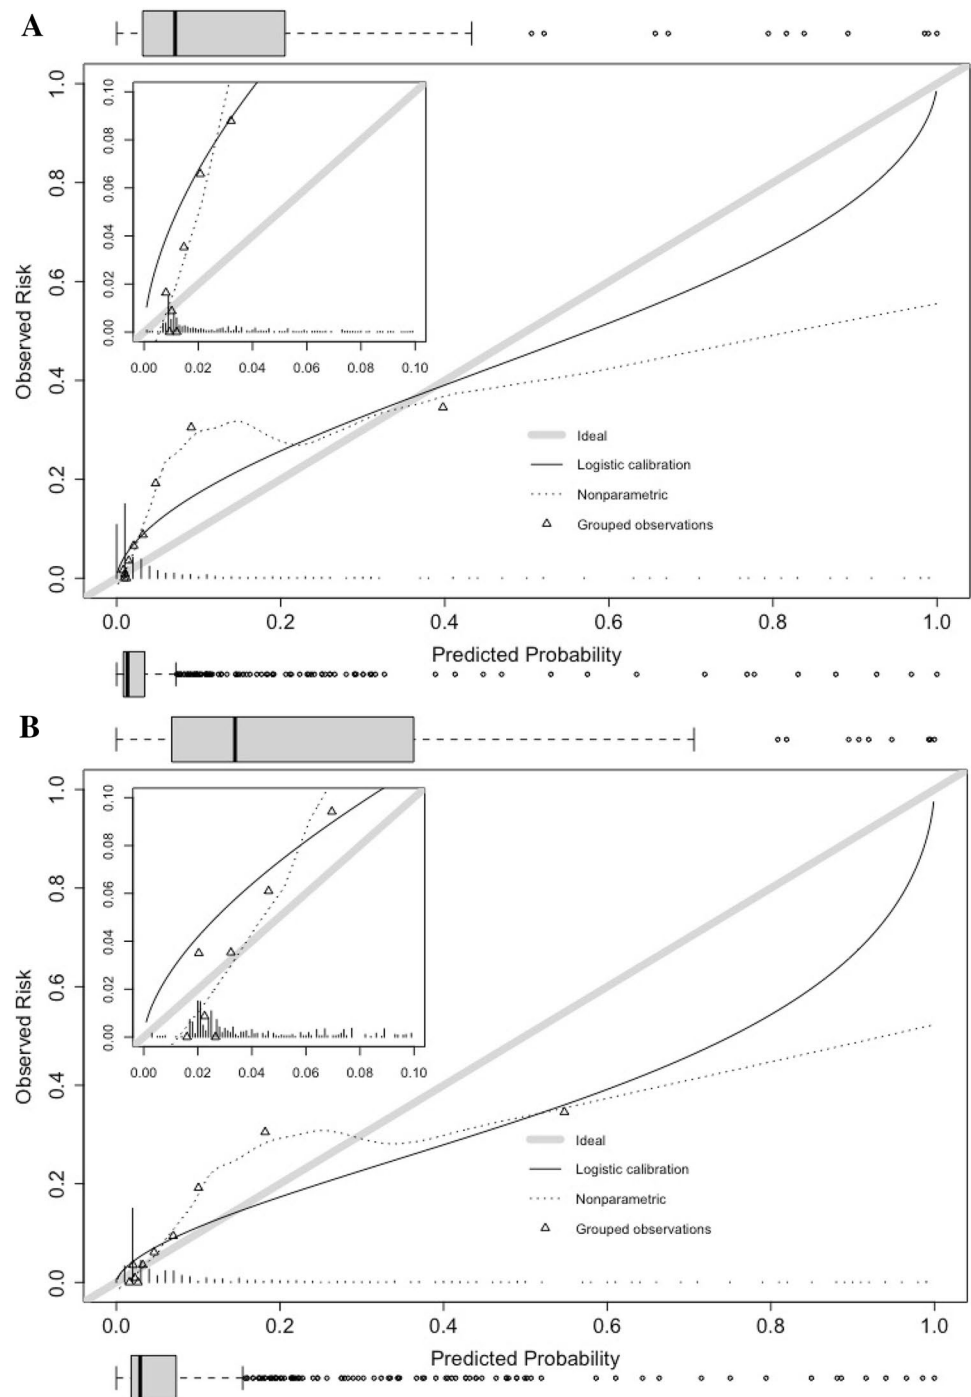 A
1.0
0.8
0.6
0.4
0.2
0.0
Observed Risk
0.10
0.08
0.06
0.04
0.02
0.00
0.00 0.02 0.04 0.06 0.08 0.10
Ideal
Logistic calibration
Nonparametric
Grouped observations
0.0 0.2 0.4 0.6 0.8 1.0
Predicted Probability
B
1.0
0.8
0.6
0.4
0.2
0.0
Observed Risk
0.10
0.08
0.06
0.04
0.02
0.00
0.00 0.02 0.04 0.06 0.08 0.10
Ideal
Logistic calibration
Nonparametric
Grouped observations
0.0 0.2 0.4 0.6 0.8 1.0
Predicted Probability